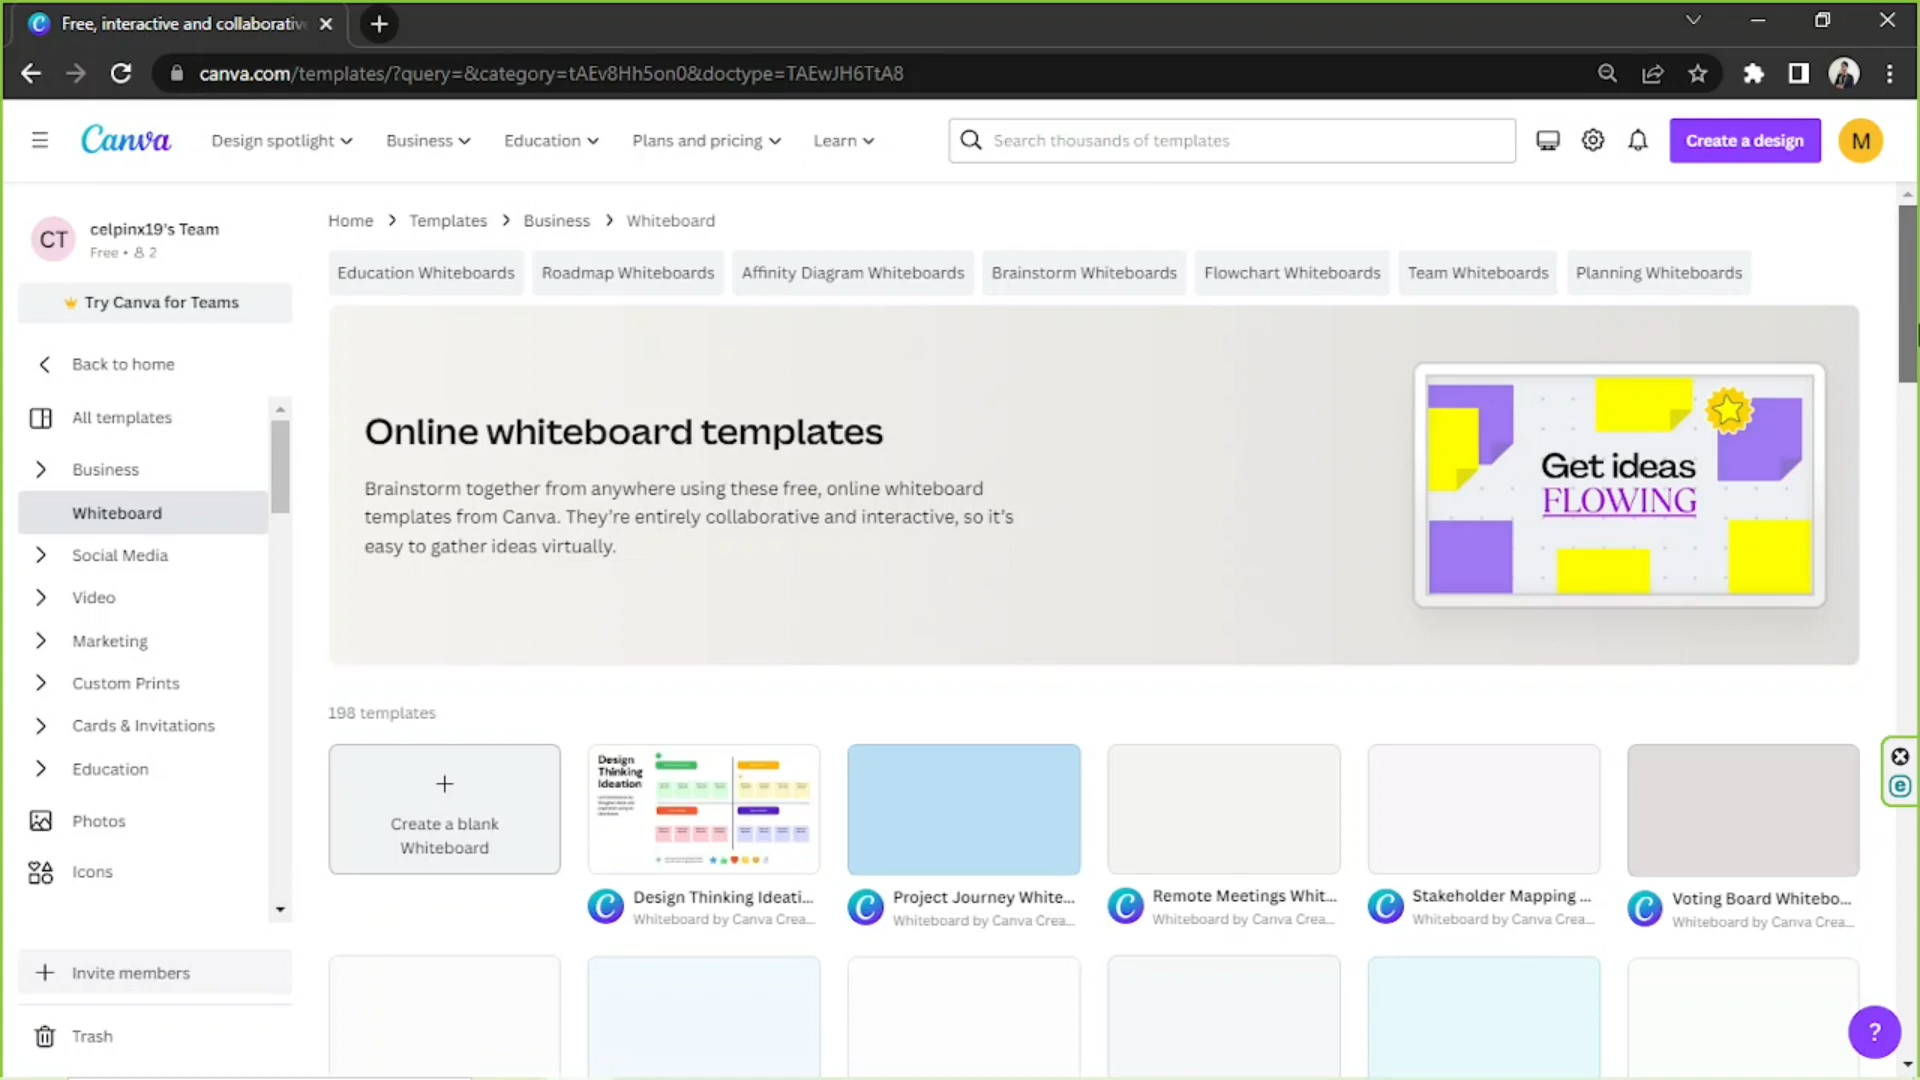 Free, interactive and collaborativ
canva.com/templates/?query=&category=tAEv8Hh5on0&doctype=TAEwJH6TtA8
Canva
Design spotlight
Business
Education
Plans and pricing
Learn
Search thousands of templates
Create a design
M
CT
celpinx19's Team
Free • 2
Try Canva for Teams
Back to home
All templates
Business
Whiteboard
Social Media
Video
Marketing
Custom Prints
Cards & Invitations
Education
Photos
Icons
Invite members
Trash
Home > Templates > Business > Whiteboard
Education Whiteboards
Roadmap Whiteboards
Affinity Diagram Whiteboards
Brainstorm Whiteboards
Flowchart Whiteboards
Team Whiteboards
Planning Whiteboards
Online whiteboard templates
Brainstorm together from anywhere using these free, online whiteboard
templates from Canva. They're entirely collaborative and interactive, so it's
easy to gather ideas virtually.
Get ideas
FLOWING
198 templates
Create a blank
Whiteboard
Design
Thinking
Ideation
Design Thinking Ideati...
Whiteboard by Canva Crea...
Project Journey White...
Whiteboard by Canva Crea...
Remote Meetings Whit...
Whiteboard by Canva Crea...
Stakeholder Mapping ...
Whiteboard by Canva Crea...
Voting Board Whitebo...
Whiteboard by Canva Crea...
?